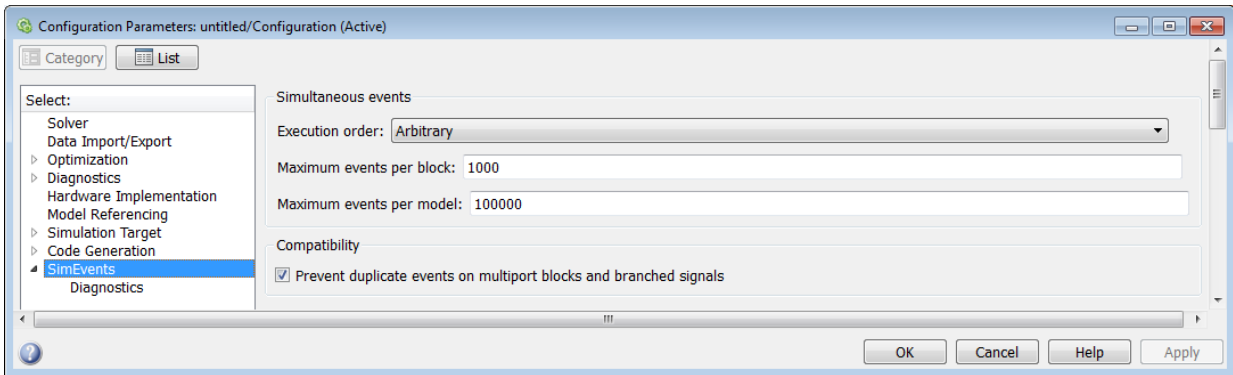 Configuration Parameters: untitled/Configuration (Active)
Category List
Select:
Solver
Data Import/Export
Optimization
Diagnostics
Hardware Implementation
Model Referencing
Simulation Target
Code Generation
SimEvents
Diagnostics
Simultaneous events
Execution order: Arbitrary
Maximum events per block: 1000
Maximum events per model: 100000
Compatibility
Prevent duplicate events on multiport blocks and branched signals
OK Cancel Help Apply